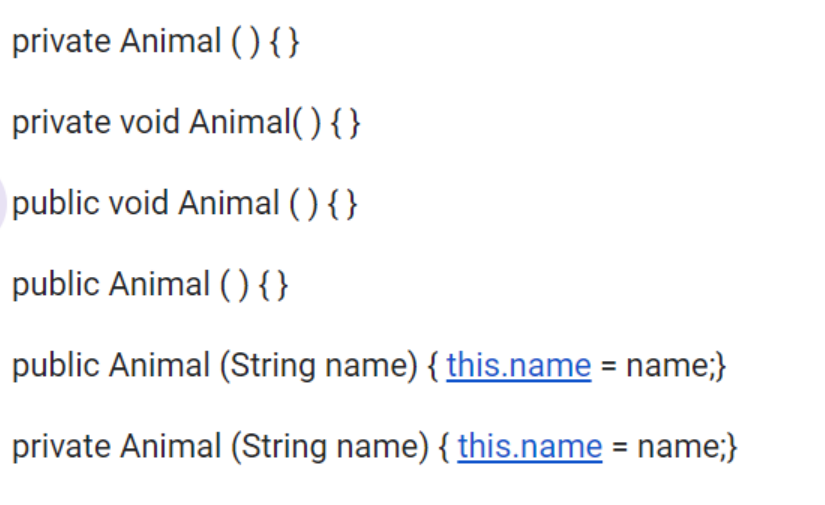 private Animal ( ) { }
private void Animal( ) { }
public void Animal ( ) { }
public Animal ( ) { }
public Animal (String name) { this.name = name;}
private Animal (String name) { this.name = name;}